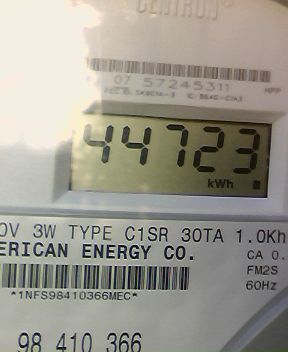 CENTRON®
07 57245311
44723
kWh
0V 3W TYPE C1SR 30TA 1.0Kh
ERICAN ENERGY CO.
CA 0.
FM2S
60Hz
*1NFS98410366MEC*
98 410 366